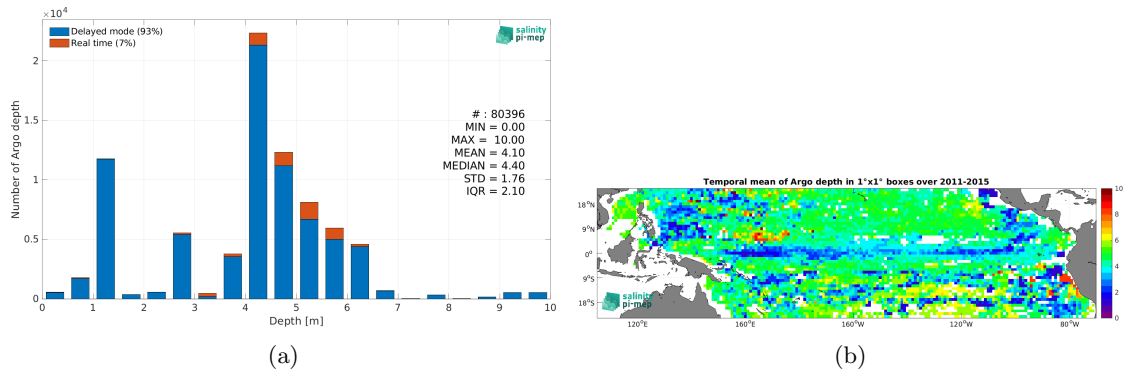 ×10⁴
Delayed mode (93%)
Real time (7%)
salinity
pi-mep
2
1.5
1
0.5
0
Number of Argo depth
# : 80396
MIN = 0.00
MAX = 10.00
MEAN = 4.10
MEDIAN = 4.40
STD = 1.76
IQR = 2.10
0 1 2 3 4 5 6 7 8 9 10
Depth [m]
(a)
Temporal mean of Argo depth in 1°x1° boxes over 2011-2015
18°N
9°N
0°
9°S
18°S
salinity
pi-mep
120°E 160°E 160°W 120°W 80°W
10
8
6
4
2
0
(b)